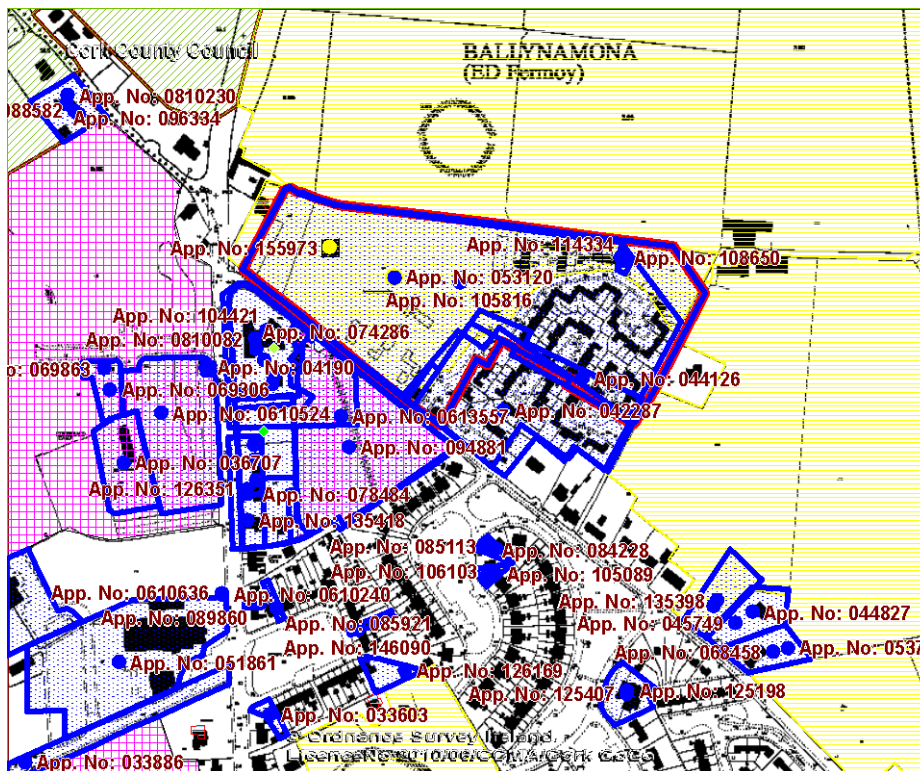 Cork County Council
BALLYNAMONA
(ED Fermoy)
App. No: 0810230
088582
App. No: 096334
App. No: 155973
App. No: 114334
App. No: 108650
App. No: 053120
App. No: 105816
App. No: 104421
App. No: 074286
App. No: 0810082
o: 069863
App. No: 04190
App. No: 069306
App. No: 044126
App. No: 0610524
App. No: 0613557
App. No: 042287
App. No: 094881
App. No: 036707
App. No: 126351
App. No: 078484
App. No: 135418
App. No: 085113
App. No: 084228
App. No: 106103
App. No: 105089
App. No: 0610636
App. No: 0610240
App. No: 135398
App. No: 044827
App. No: 089860
App. No: 085921
App. No: 045749
App. No: 146090
App. No: 068458
App. No: 0537
App. No: 051861
App. No: 126169
App. No: 125407
App. No: 125198
App. No: 033603
© Ordnance Survey Ireland.
App. No: 033886